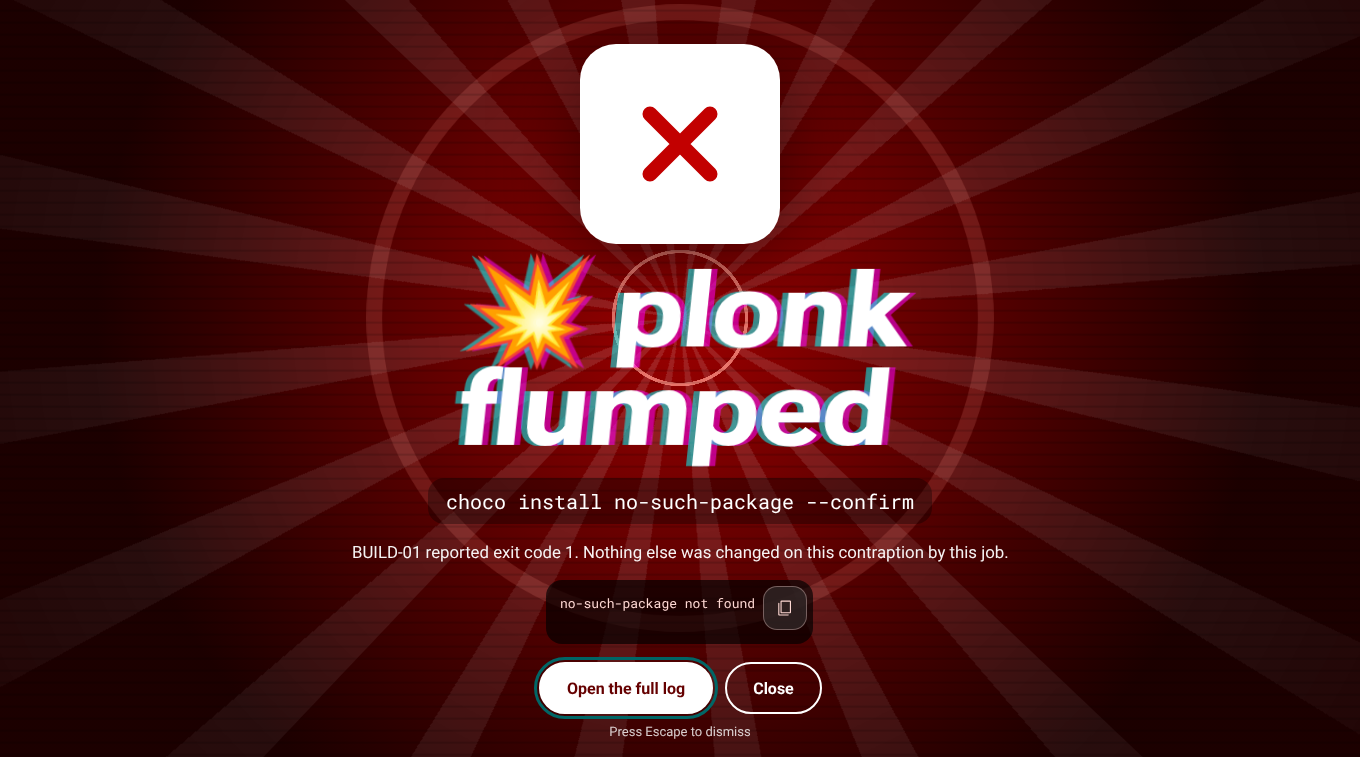 💥 plonk
flumped
choco install no-such-package --confirm
BUILD-01 reported exit code 1. Nothing else was changed on this contraption by this job.
no-such-package not found
Open the full log
Close
Press Escape to dismiss